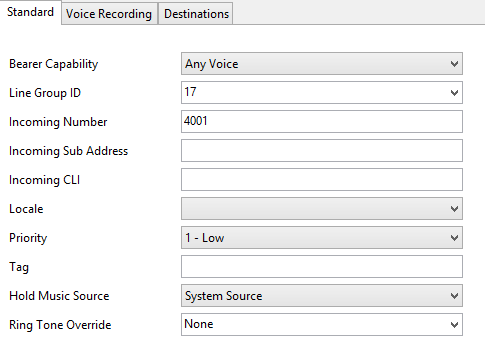 Standard Voice Recording Destinations
Bearer Capability Any Voice
Line Group ID 17
Incoming Number 4001
Incoming Sub Address
Incoming CLI
Locale
Priority 1 - Low
Tag
Hold Music Source System Source
Ring Tone Override None